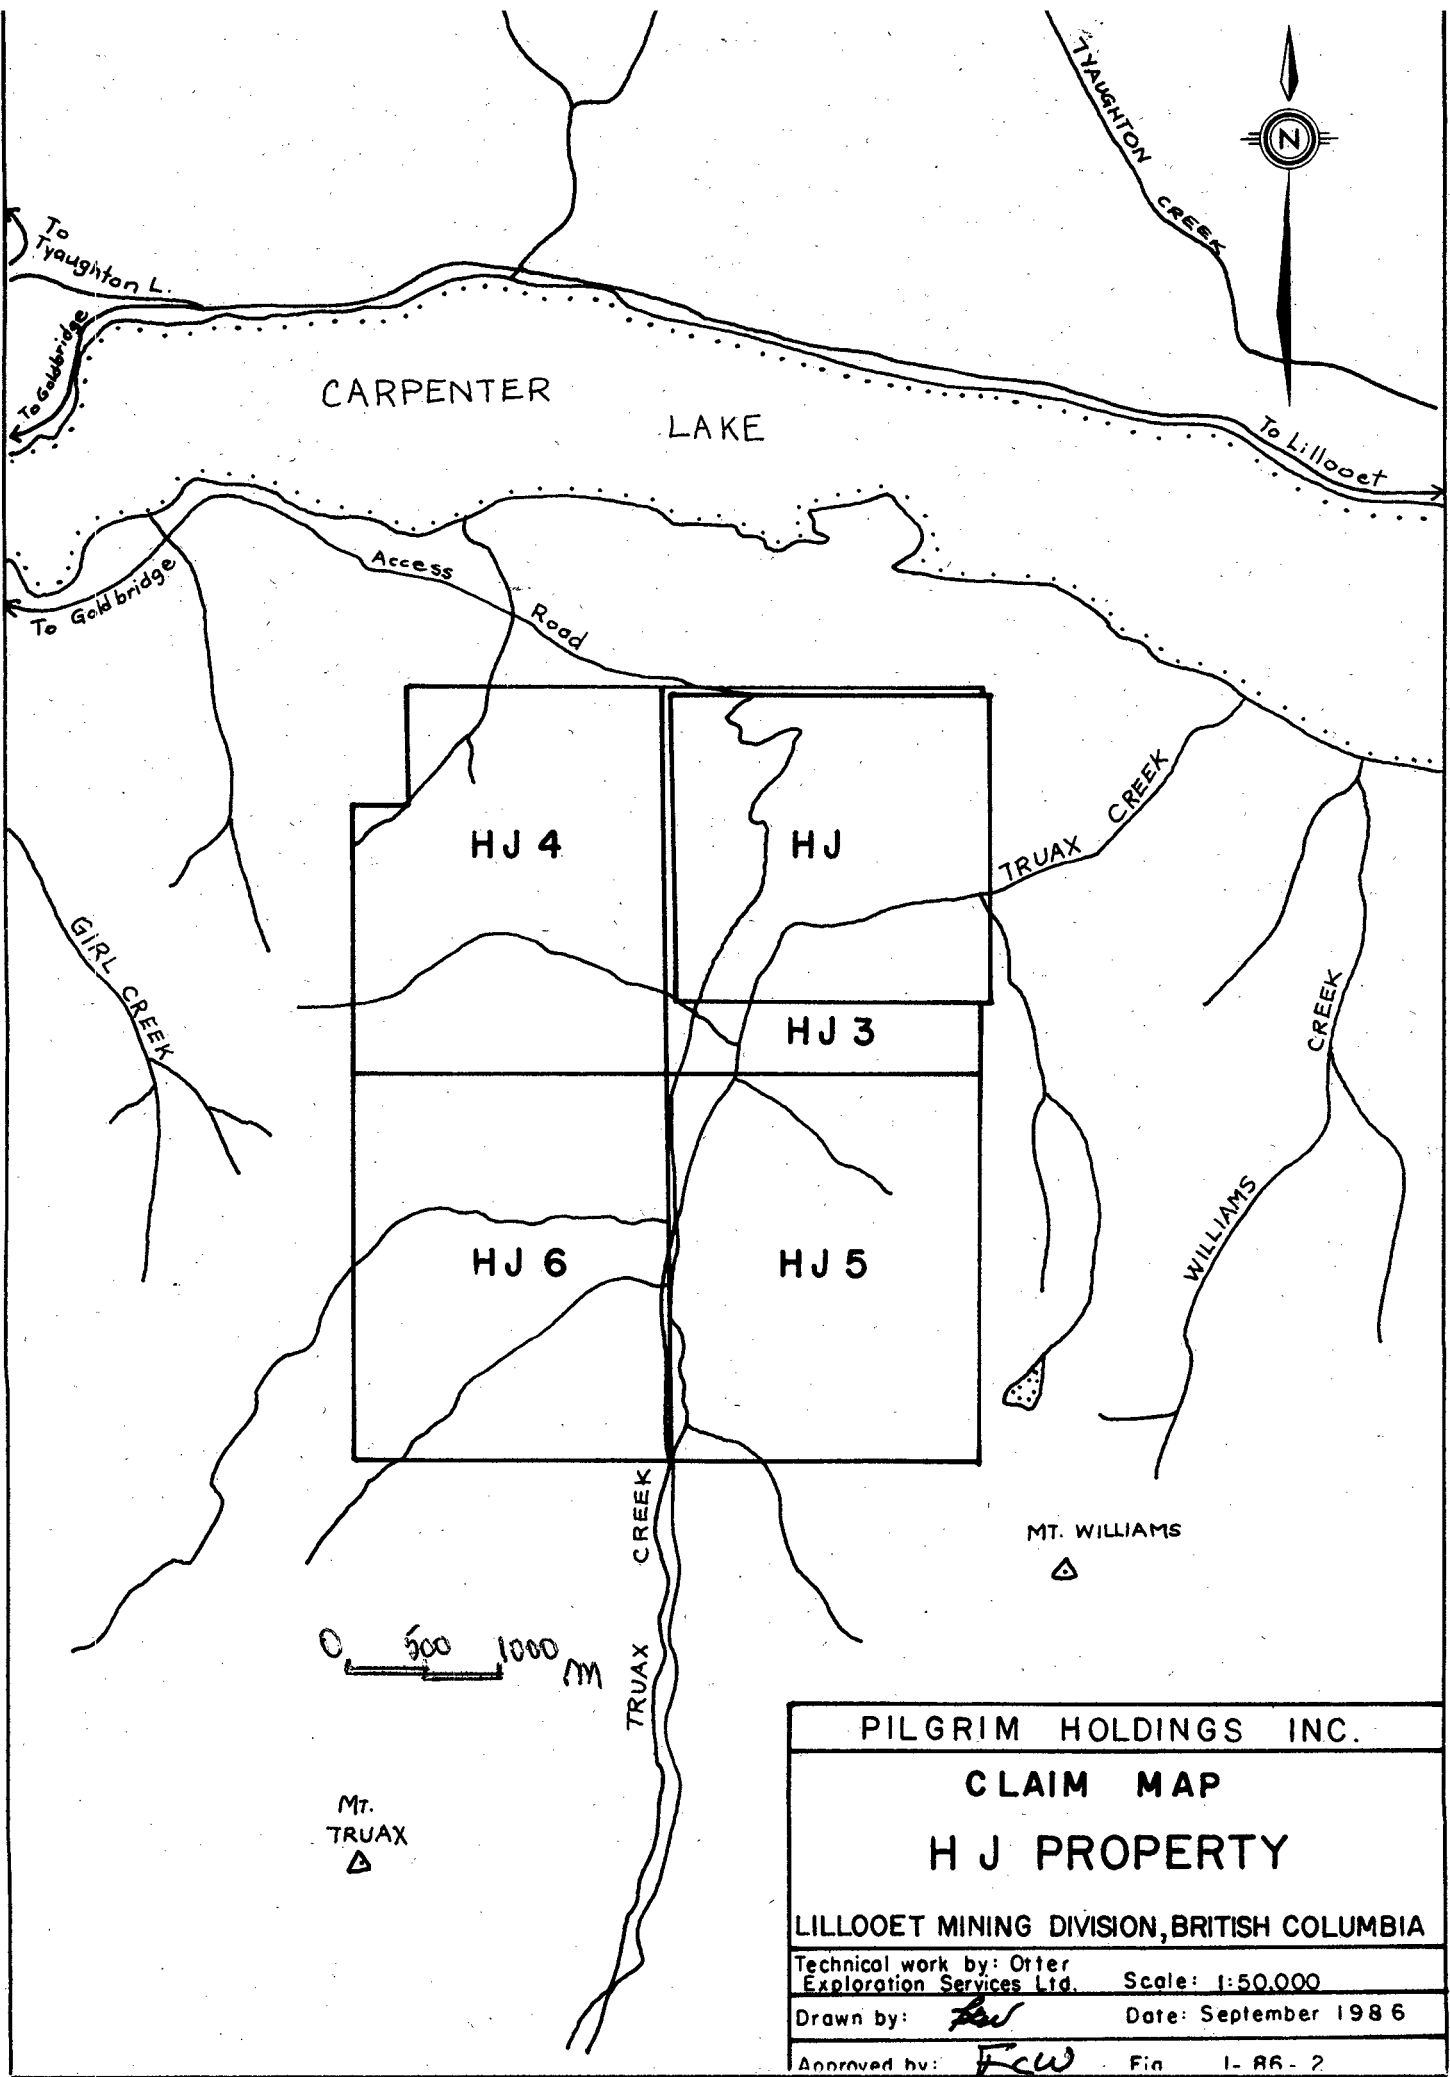 TYAUGHTON
CREEK
N
To
Tyaughton L.
To Goldbridge
CARPENTER
LAKE
To Lillooet
Access
Road
To Goldbridge
HJ 4
HJ
TRUAX CREEK
GIRL CREEK
HJ 3
WILLIAMS CREEK
HJ 6
HJ 5
MT. WILLIAMS
TRUAX CREEK
0 500 1000 m
MT.
TRUAX
PILGRIM HOLDINGS INC.
CLAIM MAP
HJ PROPERTY
LILLOOET MINING DIVISION, BRITISH COLUMBIA
Technical work by: Otter
Exploration Services Ltd. Scale: 1:50,000
Drawn by: Date: September 1986
Approved by: FCW Fig 1-86-2